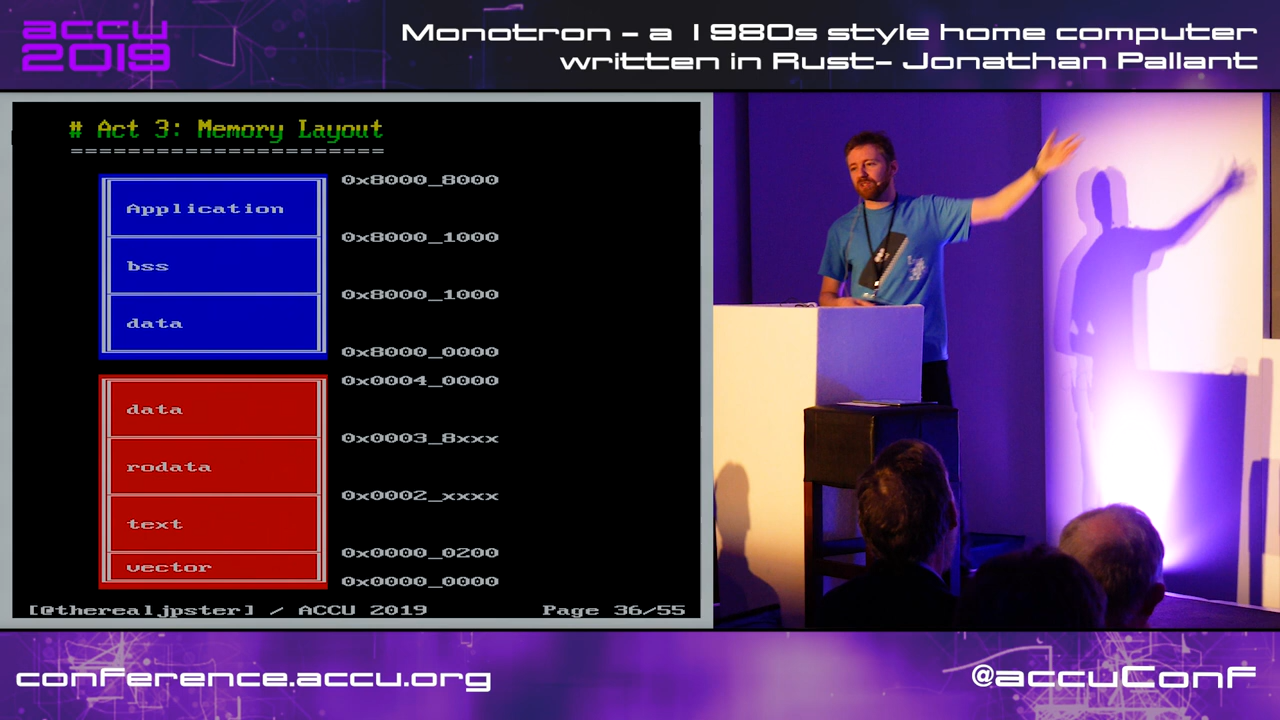 accu
2019
Monotron - a 1980s style home computer
written in Rust- Jonathan Pallant
# Act 3: Memory Layout
======================
0x8000_8000
Application
0x8000_1000
bss
0x8000_1000
data
0x8000_0000
0x0004_0000
data
0x0003_8xxx
rodata
0x0002_xxxx
text
0x0000_0200
vector
0x0000_0000
[@therealjpster] / ACCU 2019
Page 36/55
conference.accu.org
@accuConf